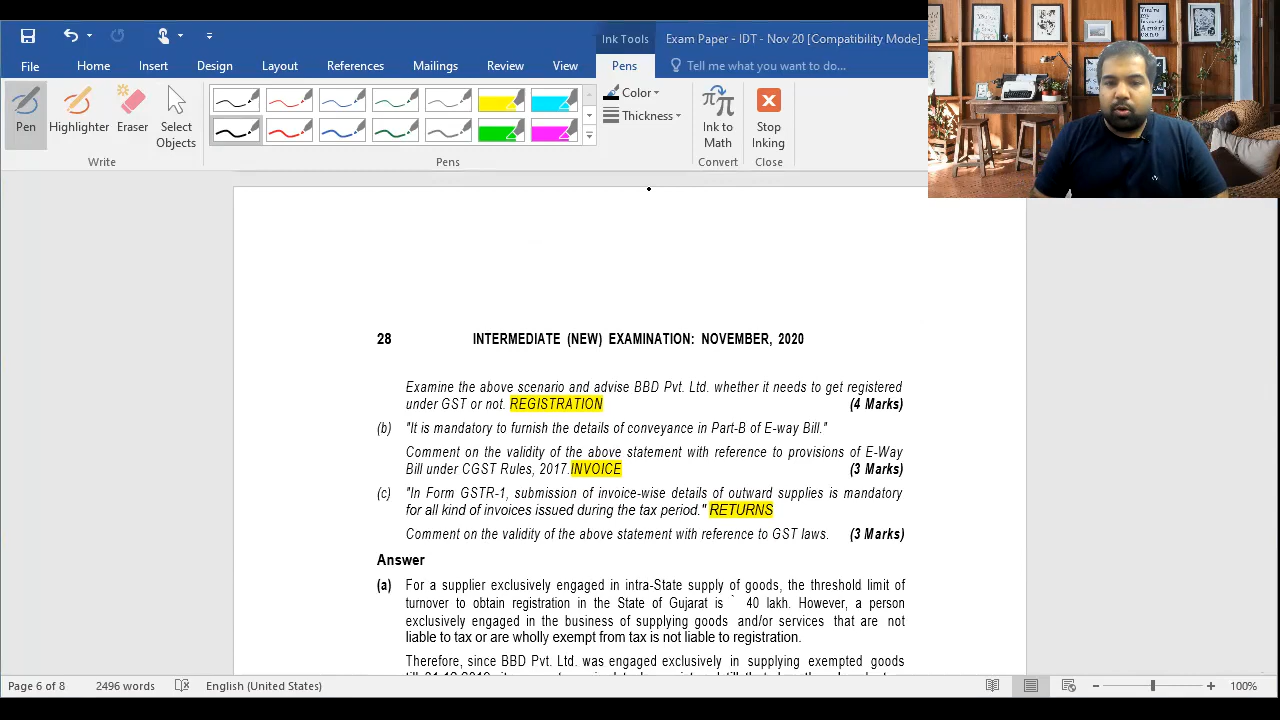 Ink Tools
Exam Paper - IDT - Nov 20 [Compatibility Mode] -
File Home Insert Design Layout References Mailings Review View Pens Tell me what you want to do...
Pen Highlighter Eraser Select Objects
Color
Thickness
Ink to Math
Stop Inking
Write Pens Convert Close
28 INTERMEDIATE (NEW) EXAMINATION: NOVEMBER, 2020
Examine the above scenario and advise BBD Pvt. Ltd. whether it needs to get registered
under GST or not. REGISTRATION (4 Marks)
(b) "It is mandatory to furnish the details of conveyance in Part-B of E-way Bill."
Comment on the validity of the above statement with reference to provisions of E-Way
Bill under CGST Rules, 2017.INVOICE (3 Marks)
(c) "In Form GSTR-1, submission of invoice-wise details of outward supplies is mandatory
for all kind of invoices issued during the tax period." RETURNS
Comment on the validity of the above statement with reference to GST laws. (3 Marks)
Answer
(a) For a supplier exclusively engaged in intra-State supply of goods, the threshold limit of
turnover to obtain registration in the State of Gujarat is ` 40 lakh. However, a person
exclusively engaged in the business of supplying goods and/or services that are not
liable to tax or are wholly exempt from tax is not liable to registration.
Therefore, since BBD Pvt. Ltd. was engaged exclusively in supplying exempted goods
Page 6 of 8 2496 words English (United States) 100%